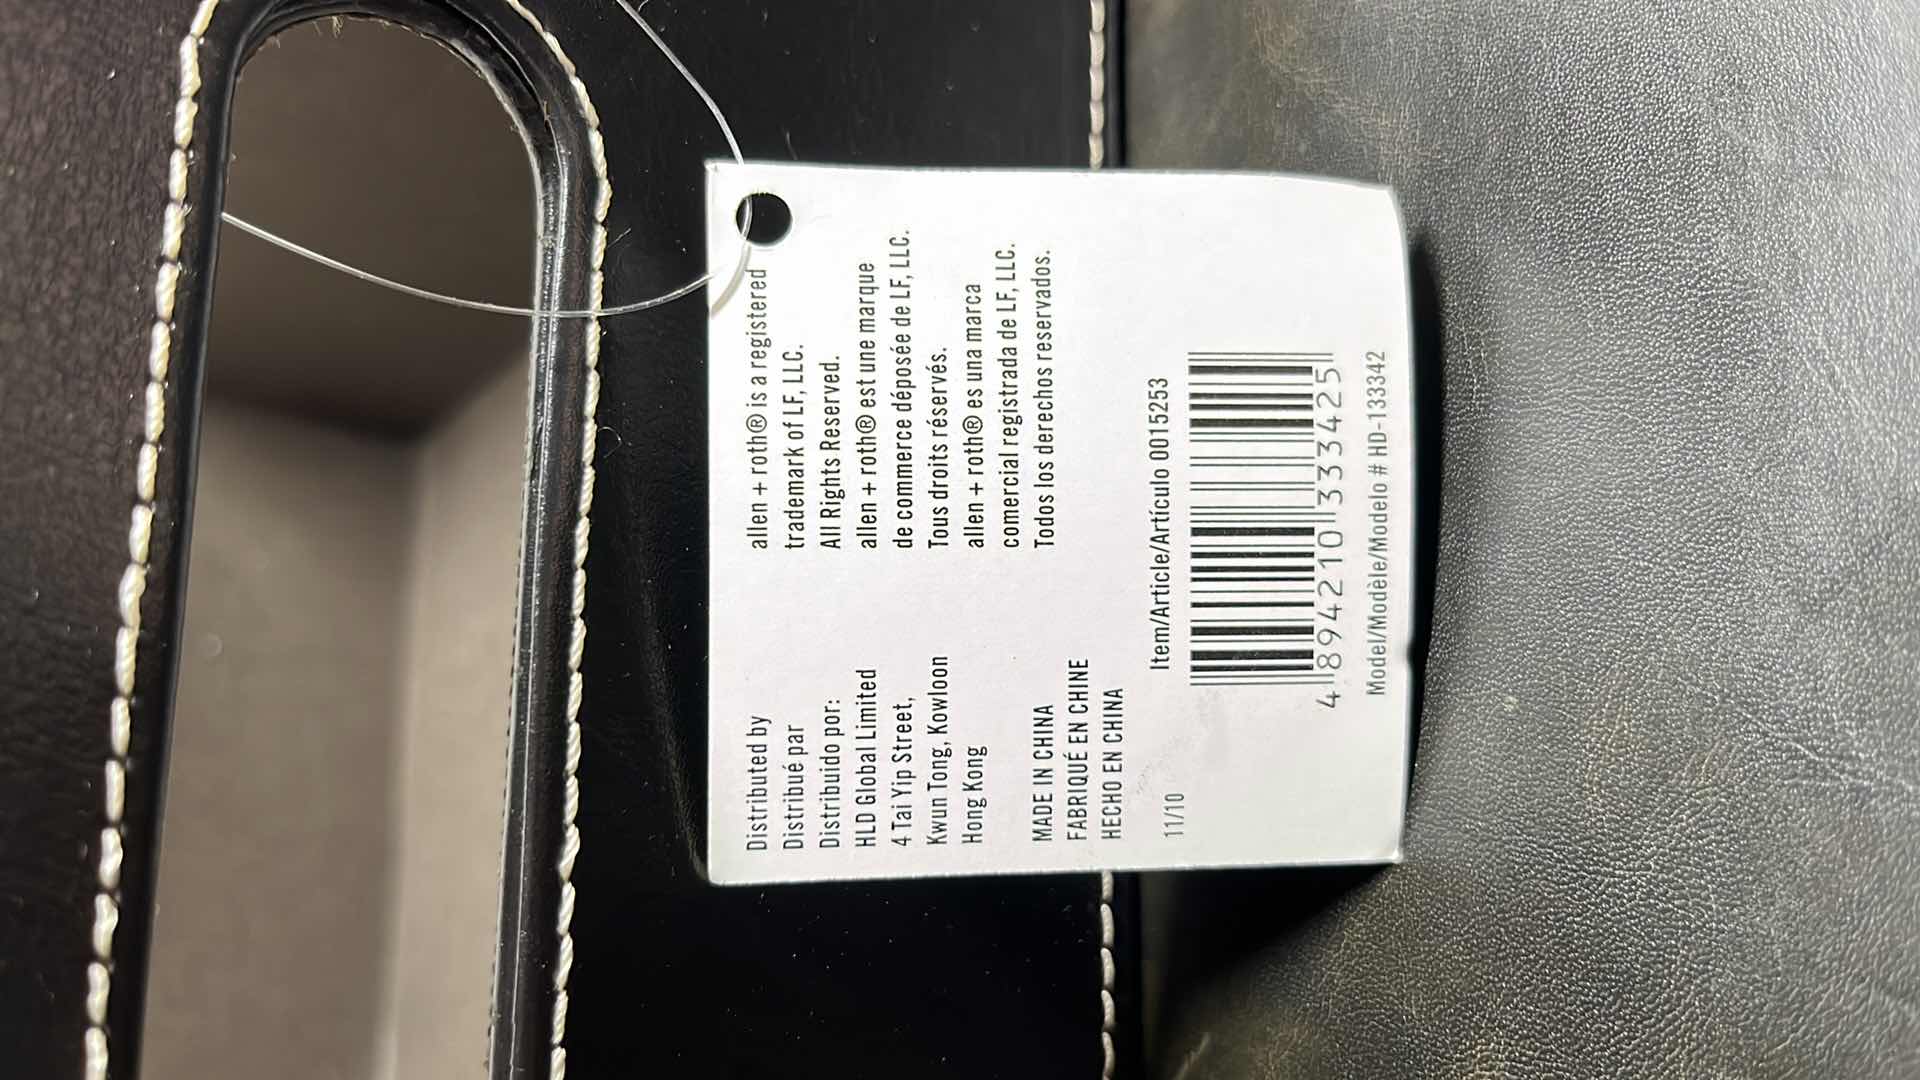 allen + roth® is a registered
trademark of LF, LLC.
All Rights Reserved.
allen + roth® est une marque
de commerce déposée de LF, LLC.
Tous droits réservés.
allen + roth® es una marca
comercial registrada de LF, LLC.
Todos los derechos reservados.
Distributed by
Distribué par
Distribuido por:
HLD Global Limited
4 Tai Yip Street,
Kwun Tong, Kowloon
Hong Kong
MADE IN CHINA
FABRIQUÉ EN CHINE
HECHO EN CHINA
11/10
Item/Article/Artículo 0015253
4 894210 333425
Model/Modèle/Modelo # HD-133342